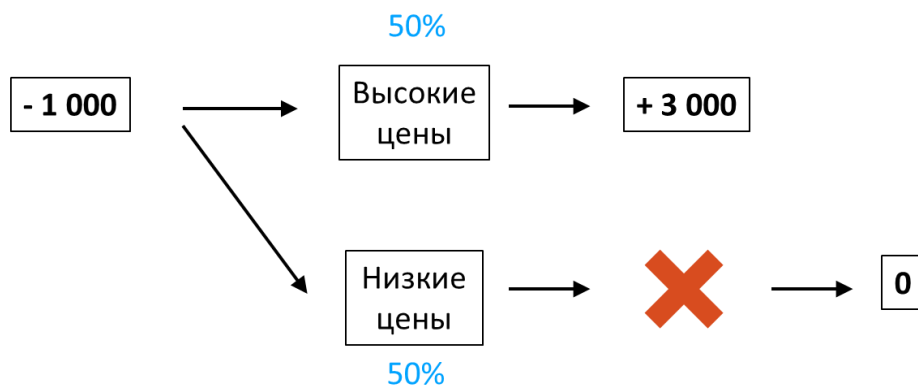 50%
- 1 000
Высокие
цены
+ 3 000
Низкие
цены
0
50%